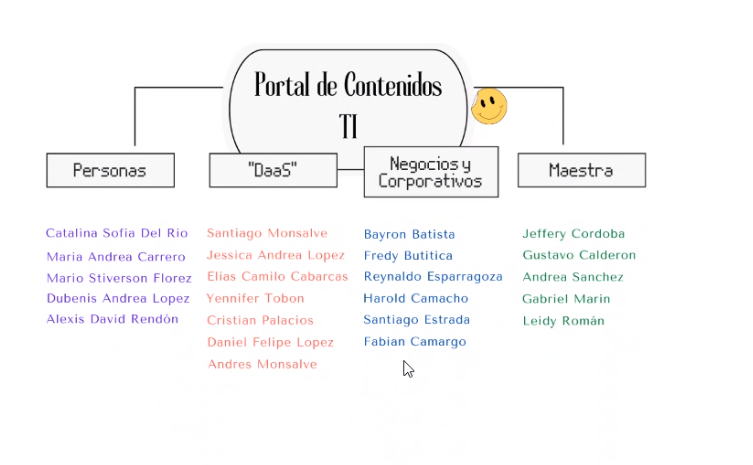 Portal de Contenidos
TI
Personas
"DaaS"
Negocios y
Corporativos
Maestra
Catalina Sofia Del Rio
Maria Andrea Carrero
Mario Stiverson Florez
Dubenis Andrea Lopez
Alexis David Rendón
Santiago Monsalve
Jessica Andrea Lopez
Elias Camilo Cabarcas
Yennifer Tobon
Cristian Palacios
Daniel Felipe Lopez
Andres Monsalve
Bayron Batista
Fredy Butitica
Reynaldo Esparragoza
Harold Camacho
Santiago Estrada
Fabian Camargo
Jeffery Cordoba
Gustavo Calderon
Andrea Sanchez
Gabriel Marin
Leidy Román